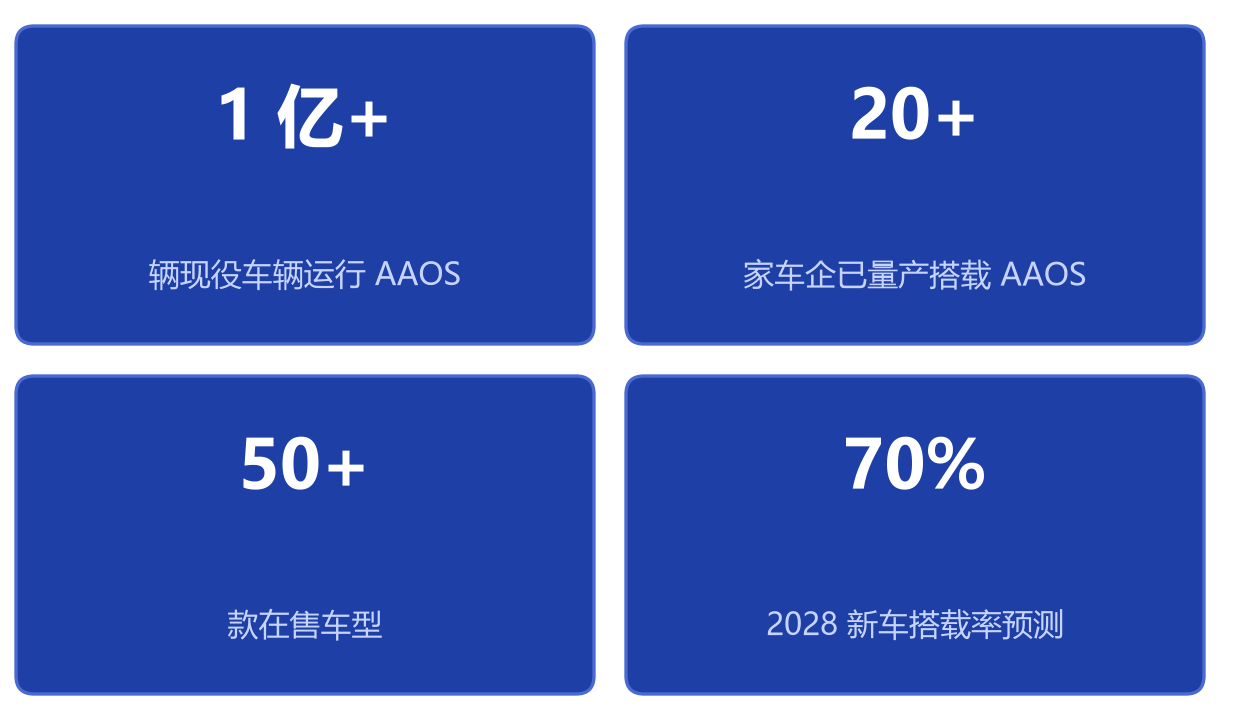 1 亿+
辆现役车辆运行 AAOS
20+
家车企已量产搭载 AAOS
50+
款在售车型
70%
2028 新车搭载率预测